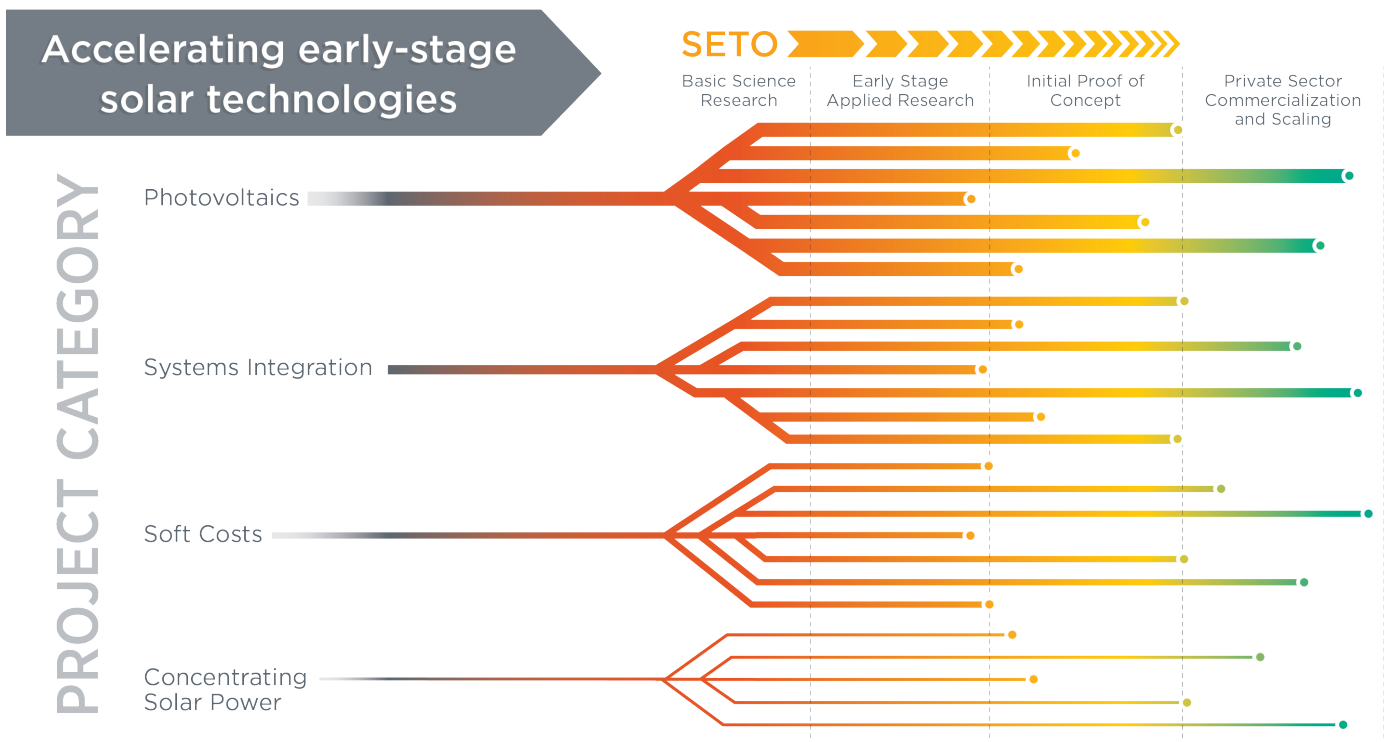 Accelerating early-stage
solar technologies
SETO
Basic Science
Research
Early Stage
Applied Research
Initial Proof of
Concept
Private Sector
Commercialization
and Scaling
PROJECT CATEGORY
Photovoltaics
Systems Integration
Soft Costs
Concentrating
Solar Power